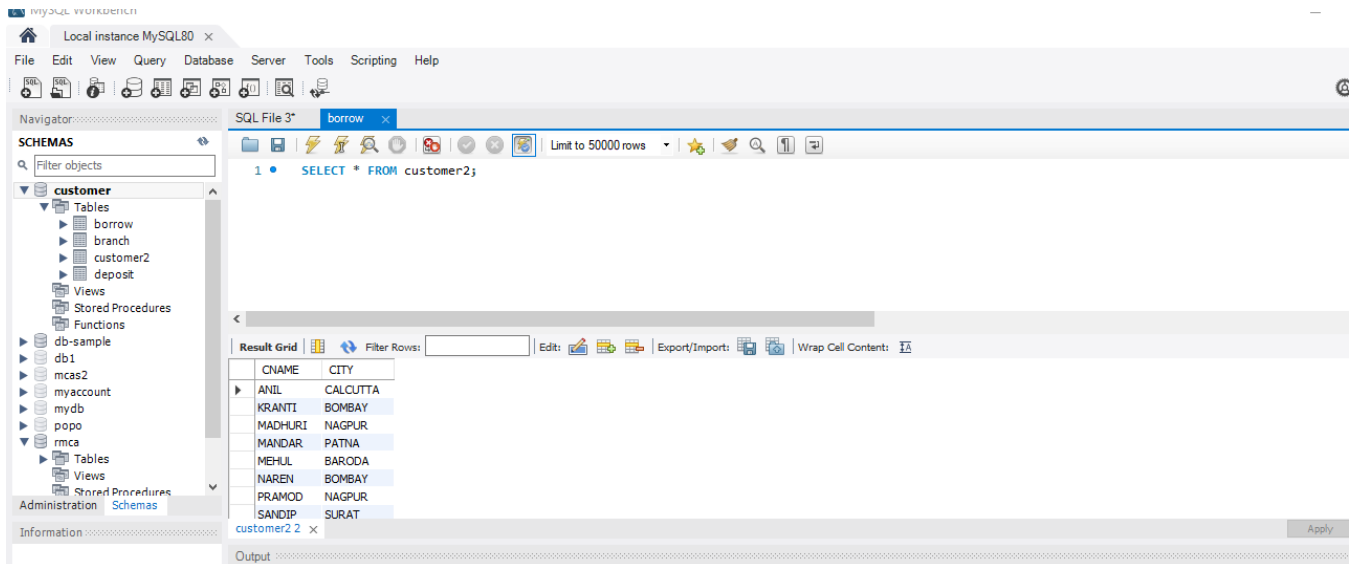 MySQL Workbench
Local instance MySQL80 ×
File Edit View Query Database Server Tools Scripting Help
Navigator
SCHEMAS
Filter objects
customer
Tables
borrow
branch
customer2
deposit
Views
Stored Procedures
Functions
db-sample
db1
mcas2
myaccount
mydb
popo
rmca
Tables
Views
Stored Procedures
Administration Schemas
Information
SQL File 3* borrow ×
Limit to 50000 rows
1 SELECT * FROM customer2;
Result Grid Filter Rows: Edit: Export/Import: Wrap Cell Content:
CNAME CITY
ANIL CALCUTTA
KRANTI BOMBAY
MADHURI NAGPUR
MANDAR PATNA
MEHUL BARODA
NAREN BOMBAY
PRAMOD NAGPUR
SANDIP SURAT
customer2 2 ×
Apply
Output